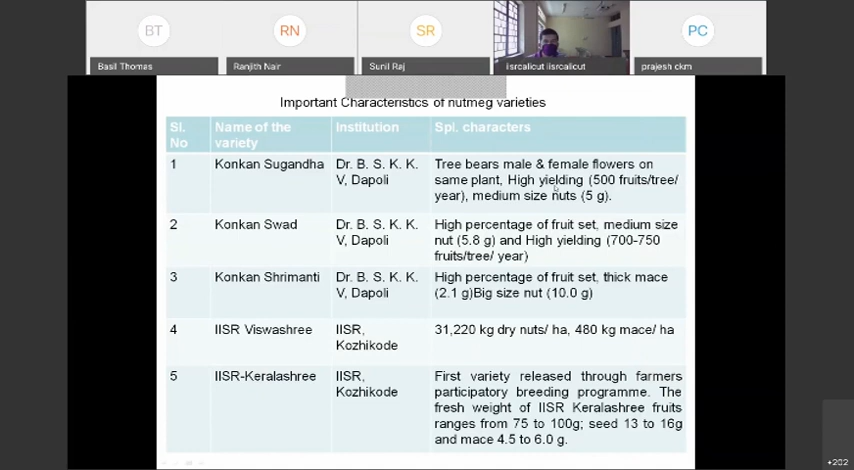 BT
RN
SR
PC
Basil Thomas
Ranjith Nair
Sunil Raj
iisrcalicut iisrcalicut
prajesh ckm
Important Characteristics of nutmeg varieties
Sl. No
Name of the variety
Institution
Spl. characters
1
Konkan Sugandha
Dr. B. S. K. K.
V, Dapoli
Tree bears male & female flowers on
same plant, High yielding (500 fruits/tree/
year), medium size nuts (5 g).
2
Konkan Swad
Dr. B. S. K. K.
V, Dapoli
High percentage of fruit set, medium size
nut (5.8 g) and High yielding (700-750
fruits/tree/ year)
3
Konkan Shrimanti
Dr. B. S. K. K.
V, Dapoli
High percentage of fruit set, thick mace
(2.1 g)Big size nut (10.0 g)
4
IISR Viswashree
IISR,
Kozhikode
31,220 kg dry nuts/ ha, 480 kg mace/ ha
5
IISR-Keralashree
IISR,
Kozhikode
First variety released through farmers
participatory breeding programme. The
fresh weight of IISR Keralashree fruits
ranges from 75 to 100g; seed 13 to 16g
and mace 4.5 to 6.0 g.
+202